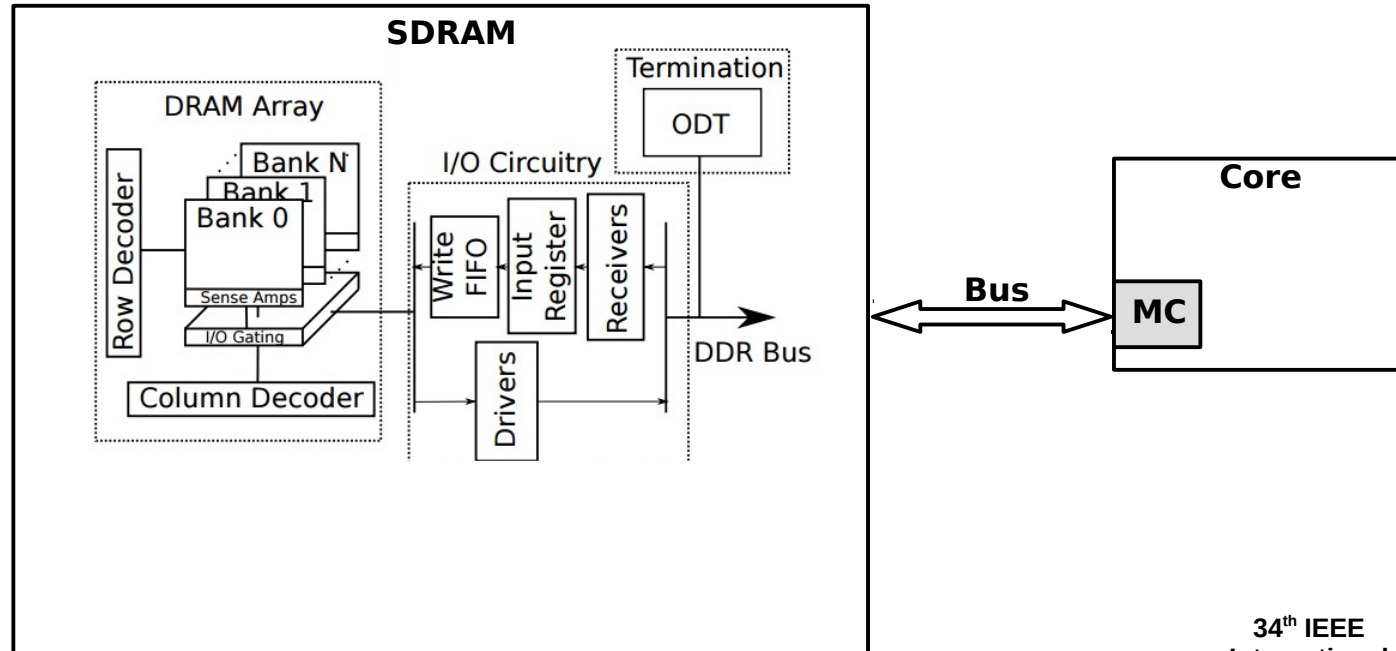 SDRAM
Termination
ODT
DRAM Array
Bank N
Bank 1
Bank 0
Sense Amps
I/O Gating
Row Decoder
Column Decoder
I/O Circuitry
Write
FIFO
Input
Register
Receivers
Drivers
DDR Bus
Bus
Core
MC
34th IEEE